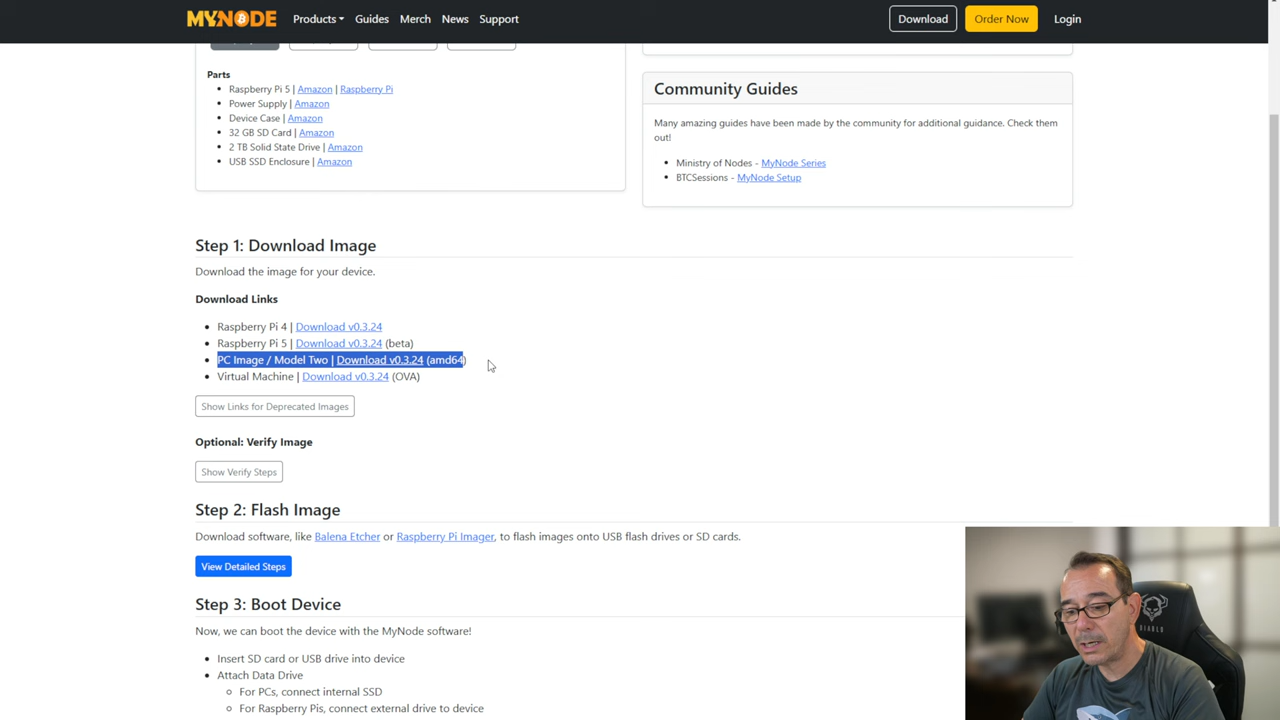 MYNODE Products Guides Merch News Support Download Order Now Login
Parts
Raspberry Pi 5 | Amazon | Raspberry Pi
Power Supply | Amazon
Device Case | Amazon
32 GB SD Card | Amazon
2 TB Solid State Drive | Amazon
USB SSD Enclosure | Amazon
Community Guides
Many amazing guides have been made by the community for additional guidance. Check them
out!
Ministry of Nodes - MyNode Series
BTCSessions - MyNode Setup
Step 1: Download Image
Download the image for your device.
Download Links
Raspberry Pi 4 | Download v0.3.24
Raspberry Pi 5 | Download v0.3.24 (beta)
PC Image / Model Two | Download v0.3.24 (amd64)
Virtual Machine | Download v0.3.24 (OVA)
Show Links for Deprecated Images
Optional: Verify Image
Show Verify Steps
Step 2: Flash Image
Download software, like Balena Etcher or Raspberry Pi Imager, to flash images onto USB flash drives or SD cards.
View Detailed Steps
Step 3: Boot Device
Now, we can boot the device with the MyNode software!
Insert SD card or USB drive into device
Attach Data Drive
For PCs, connect internal SSD
For Raspberry Pis, connect external drive to device
DIABLO